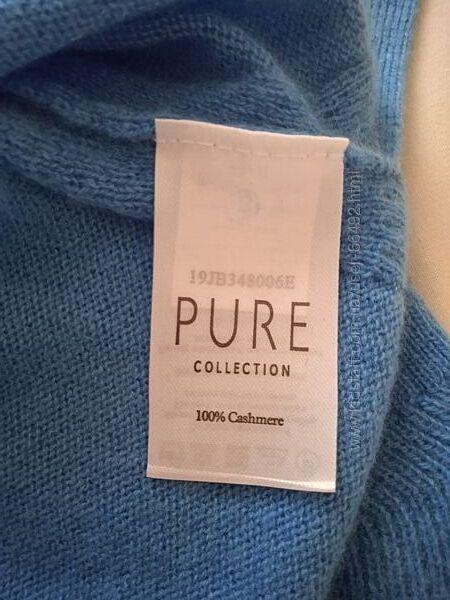 19JB348006E
PURE
COLLECTION
100% Cashmere